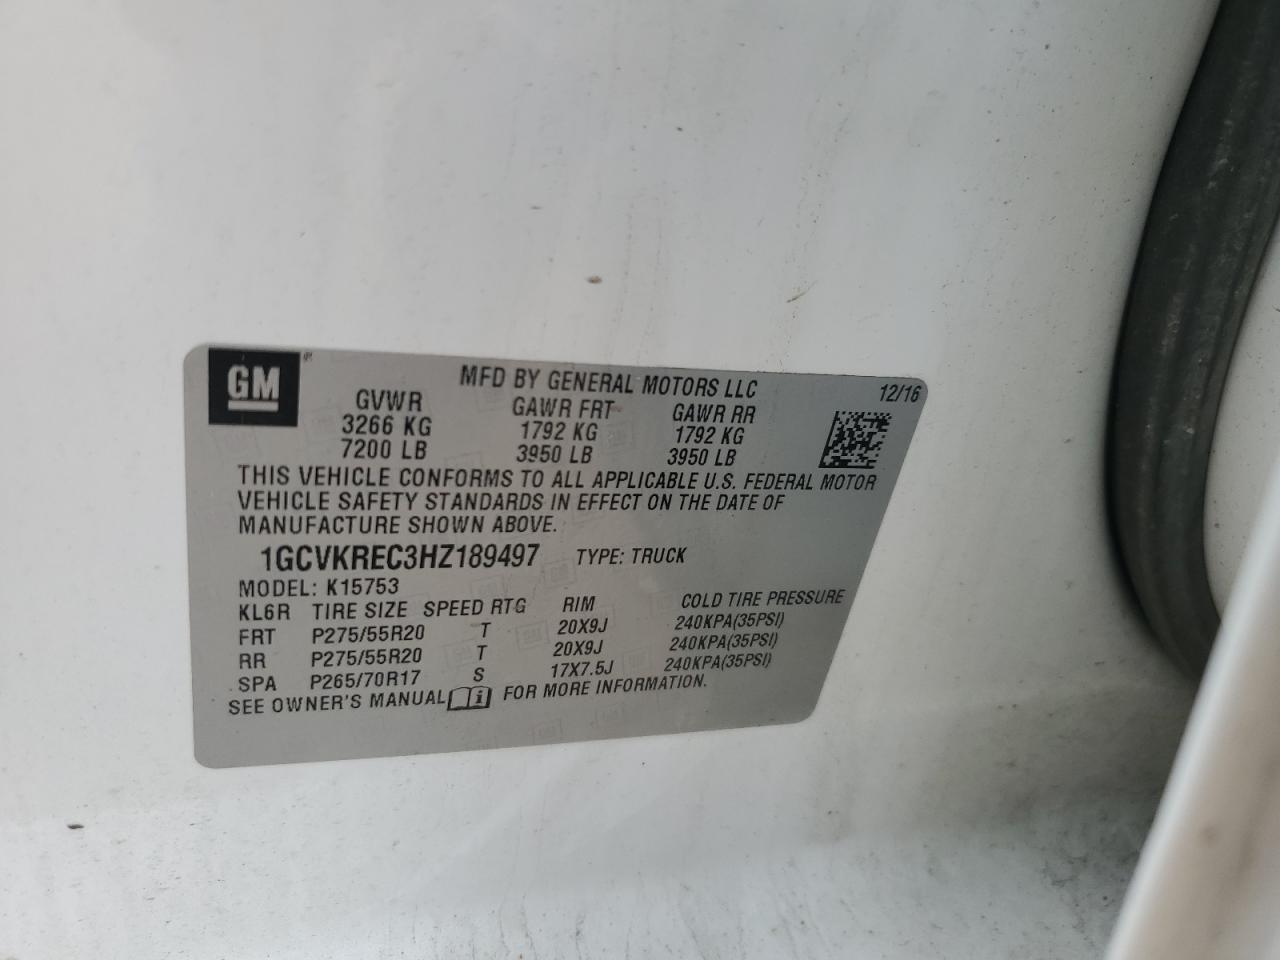 GM
MFD BY GENERAL MOTORS LLC 12/16
GVWR GAWR FRT GAWR RR
3266 KG 1792 KG 1792 KG
7200 LB 3950 LB 3950 LB
THIS VEHICLE CONFORMS TO ALL APPLICABLE U.S. FEDERAL MOTOR
VEHICLE SAFETY STANDARDS IN EFFECT ON THE DATE OF
MANUFACTURE SHOWN ABOVE.
1GCVKREC3HZ189497 TYPE: TRUCK
MODEL: K15753
KL6R TIRE SIZE SPEED RTG RIM COLD TIRE PRESSURE
FRT P275/55R20 T 20X9J 240KPA(35PSI)
RR P275/55R20 T 20X9J 240KPA(35PSI)
SPA P265/70R17 S 17X7.5J 240KPA(35PSI)
SEE OWNER'S MANUAL i FOR MORE INFORMATION.